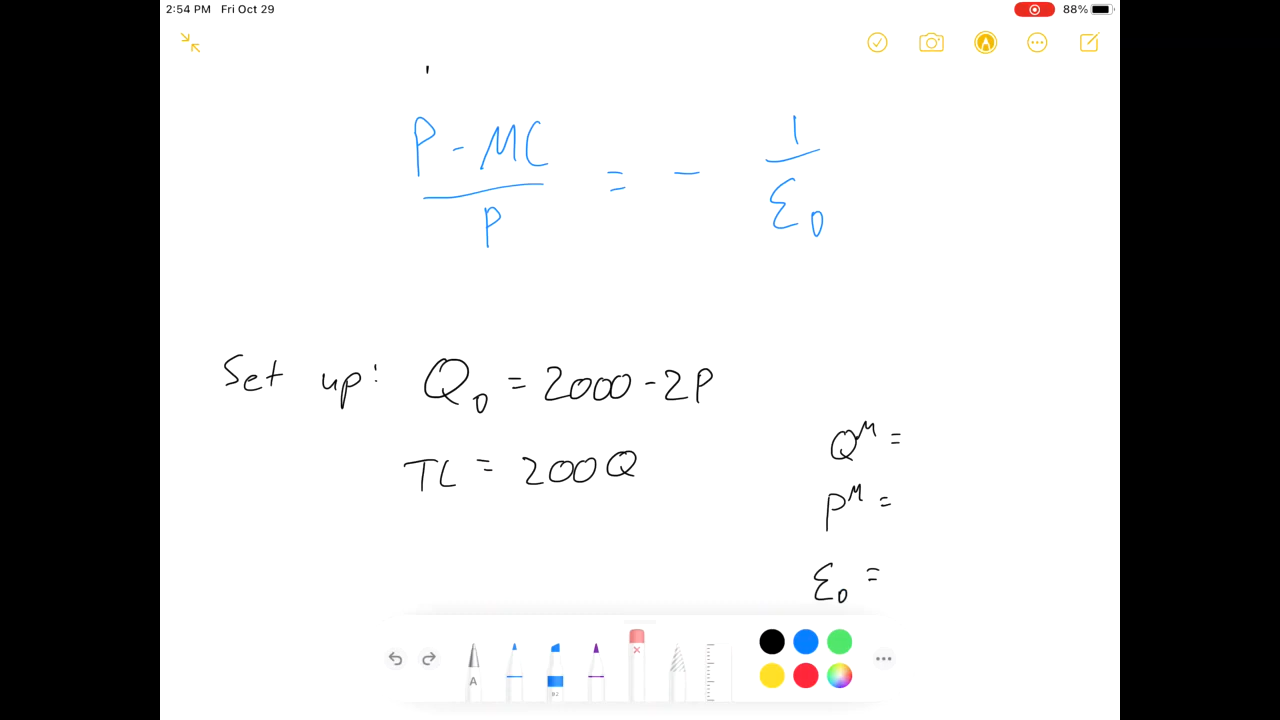 2:54 PM Fri Oct 29
88%
P - MC
P
= -
1
ε_D
Set up: Q_D = 2000 - 2P
TC = 200Q
Q^M =
P^M =
ε_D =
A